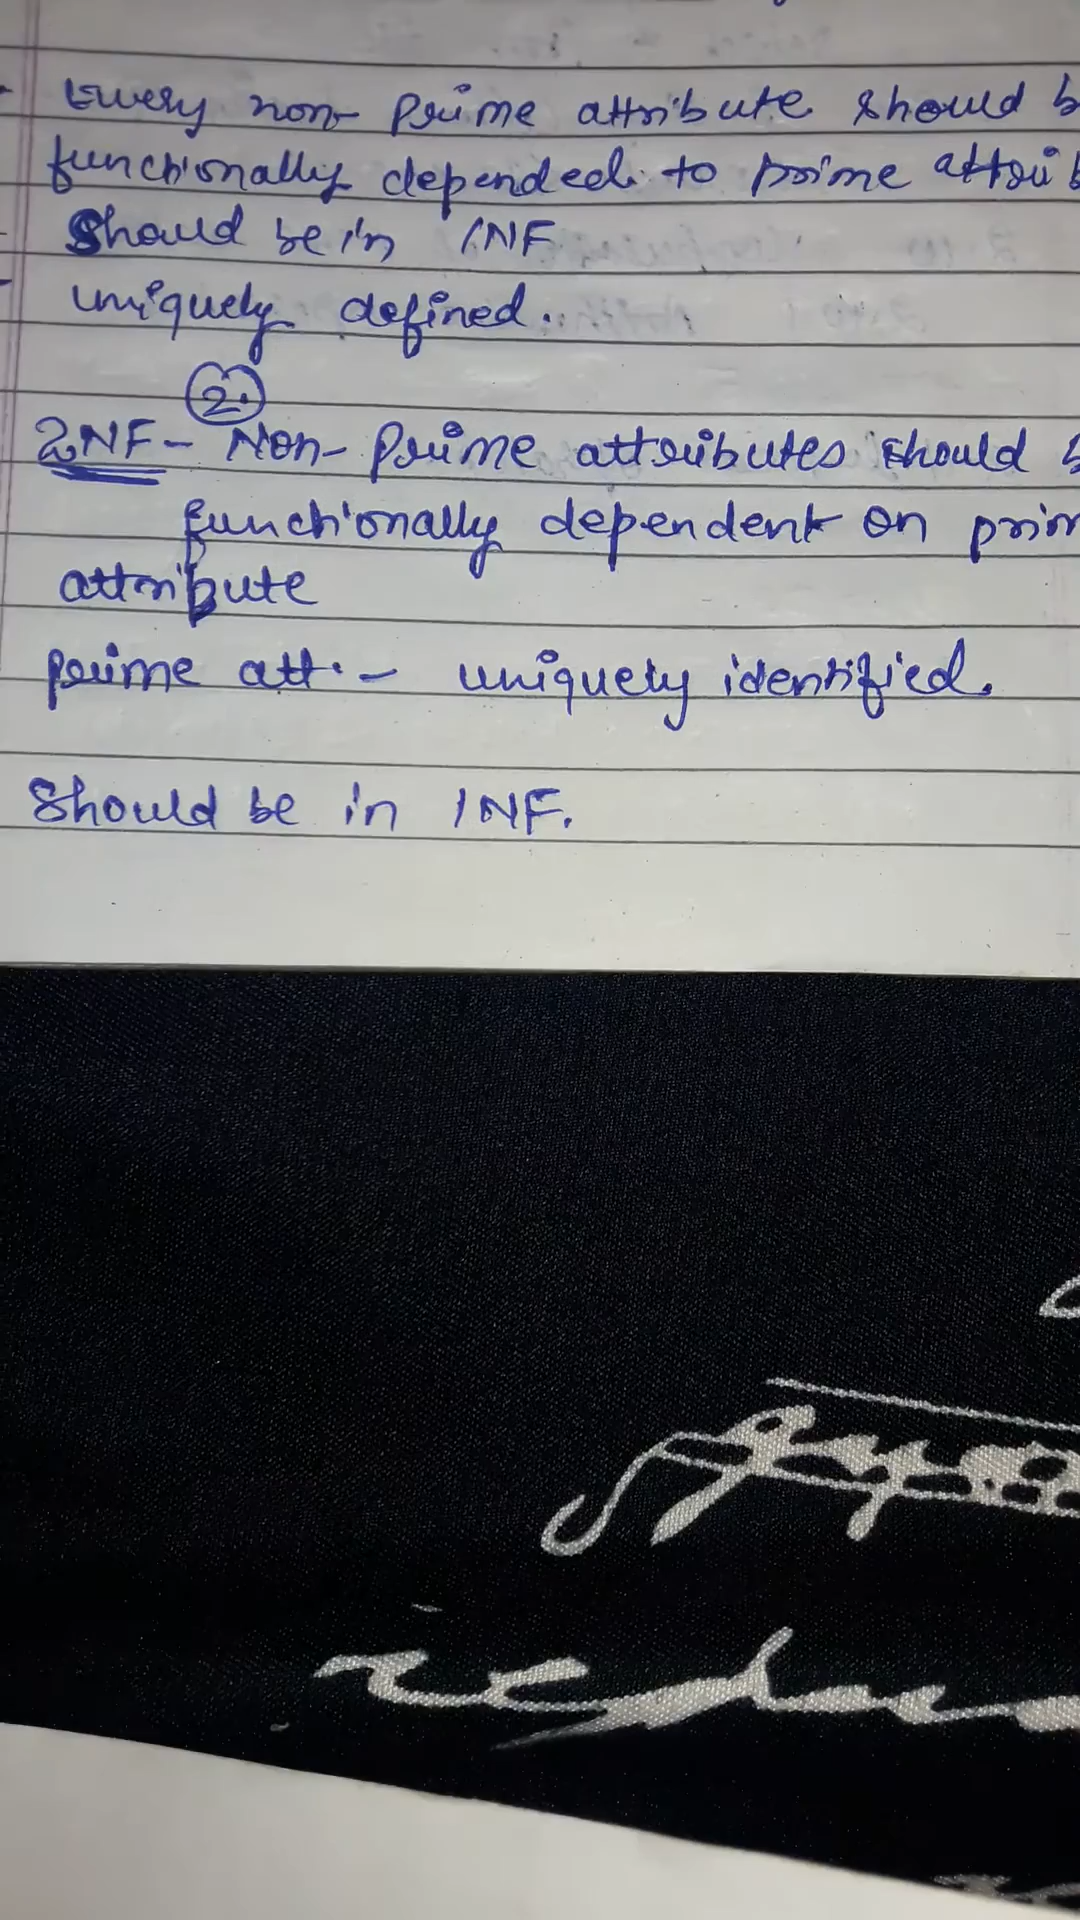 Every non- Prime attribute should b
functionally depended to prime attrib
Should be in 1NF
uniquely defined.
2.
2NF- Non- Prime attributes should b
functionally dependent on prim
attribute
prime att. - uniquely identified.
Should be in 1NF.